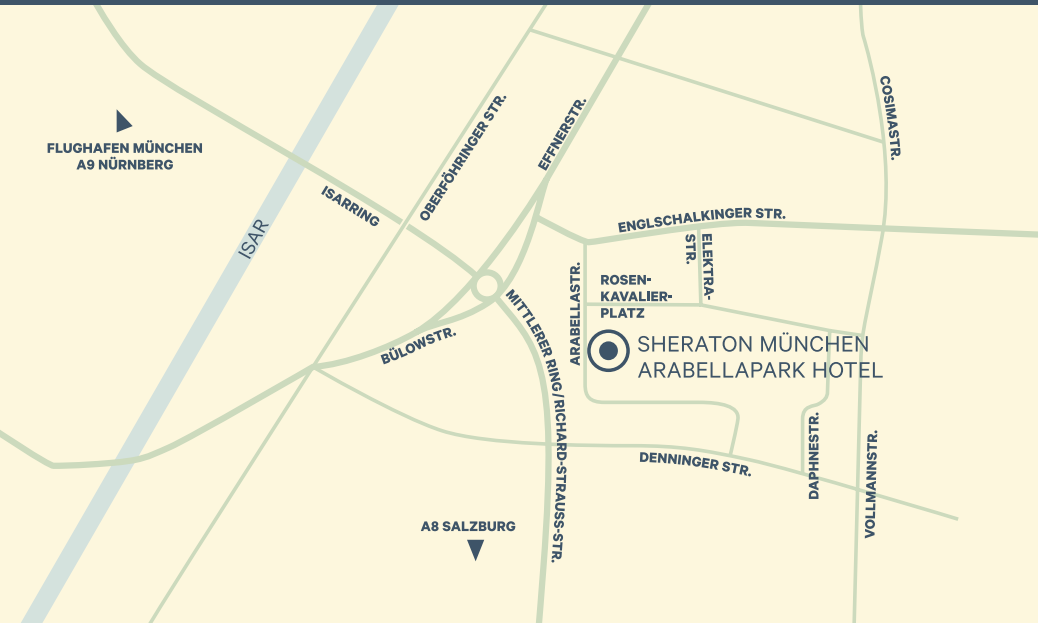 COSIMASTR.
OBERFÖHRINGER STR.
EFFNERSTR.
FLUGHAFEN MÜNCHEN
A9 NÜRNBERG
ISARRING
ISAR
ENGLSCHALKINGER STR.
ELEKTRA-
STR.
ARABELLASTR.
ROSEN-
KAVALIER-
PLATZ
MITTLERER RING/RICHARD-STRAUSS-STR.
BÜLOWSTR.
SHERATON MÜNCHEN
ARABELLAPARK HOTEL
DENNINGER STR.
DAPHNESTR.
VOLLMANNSTR.
A8 SALZBURG